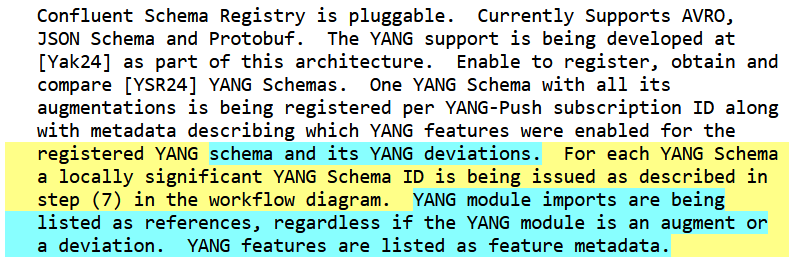 Confluent Schema Registry is pluggable.  Currently Supports AVRO,
JSON Schema and Protobuf.  The YANG support is being developed at
[Yak24] as part of this architecture.  Enable to register, obtain and
compare [YSR24] YANG Schemas.  One YANG Schema with all its
augmentations is being registered per YANG-Push subscription ID along
with metadata describing which YANG features were enabled for the
registered YANG schema and its YANG deviations.  For each YANG Schema
a locally significant YANG Schema ID is being issued as described in
step (7) in the workflow diagram.  YANG module imports are being
listed as references, regardless if the YANG module is an augment or
a deviation.  YANG features are listed as feature metadata.